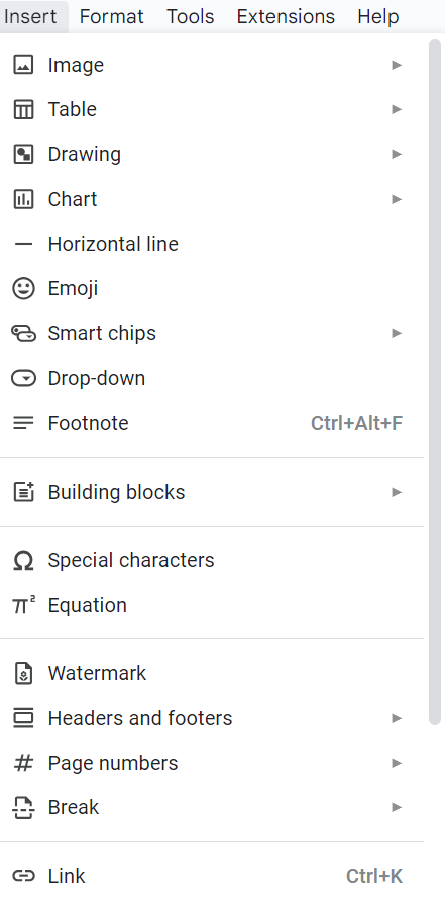 Insert Format Tools Extensions Help
Image
Table
Drawing
Chart
Horizontal line
Emoji
Smart chips
Drop-down
Footnote Ctrl+Alt+F
Building blocks
Special characters
Equation
Watermark
Headers and footers
Page numbers
Break
Link Ctrl+K